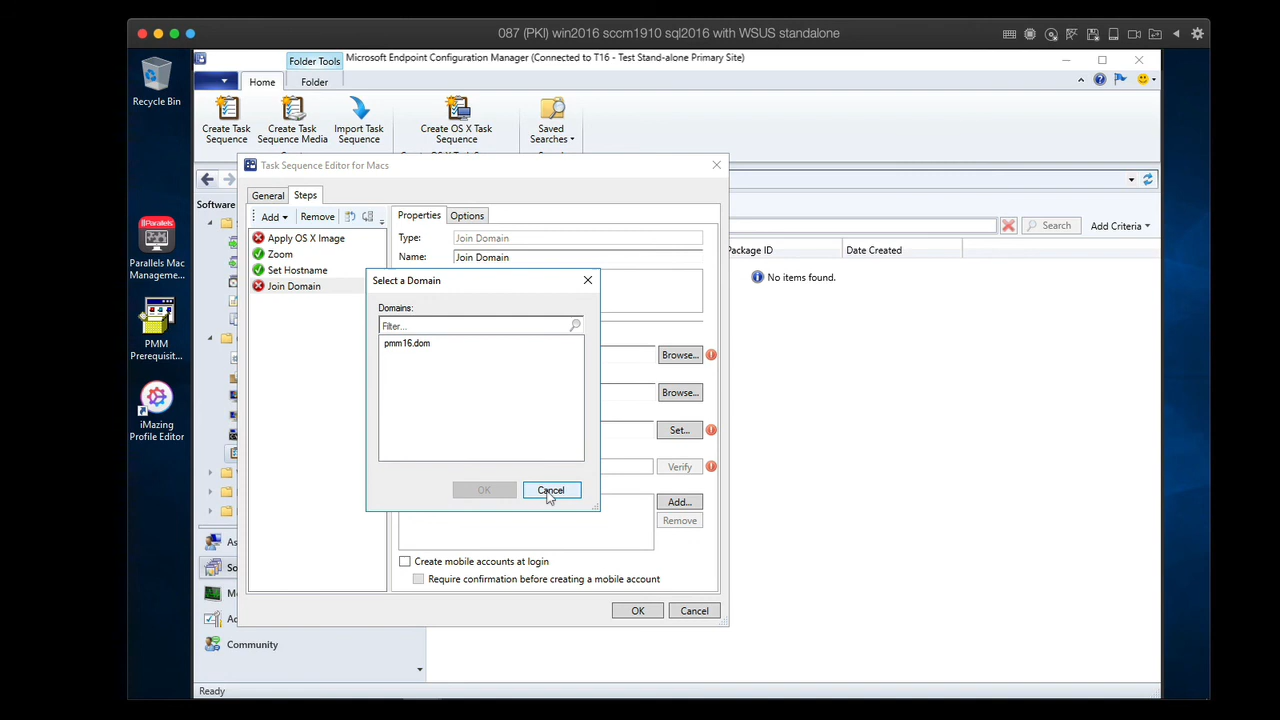 087 (PKI) win2016 sccm1910 sql2016 with WSUS standalone
Recycle Bin
Parallels
Parallels Mac
Manageme...
PMM
Prerequisit...
iMazing
Profile Editor
Folder Tools
Microsoft Endpoint Configuration Manager (Connected to T16 - Test Stand-alone Primary Site)
Home
Folder
Create Task
Sequence
Create Task
Sequence Media
Import Task
Sequence
Create OS X Task
Sequence
Saved
Searches
Task Sequence Editor for Macs
General
Steps
Add
Remove
Properties
Options
Apply OS X Image
Zoom
Set Hostname
Join Domain
Type:
Join Domain
Name:
Join Domain
Select a Domain
Domains:
Filter...
pmm16.dom
OK
Cancel
Browse...
Browse...
Set...
Verify
Add...
Remove
Create mobile accounts at login
Require confirmation before creating a mobile account
OK
Cancel
Search
Add Criteria
Package ID
Date Created
No items found.
Software
As
So
M
Ad
Community
Ready